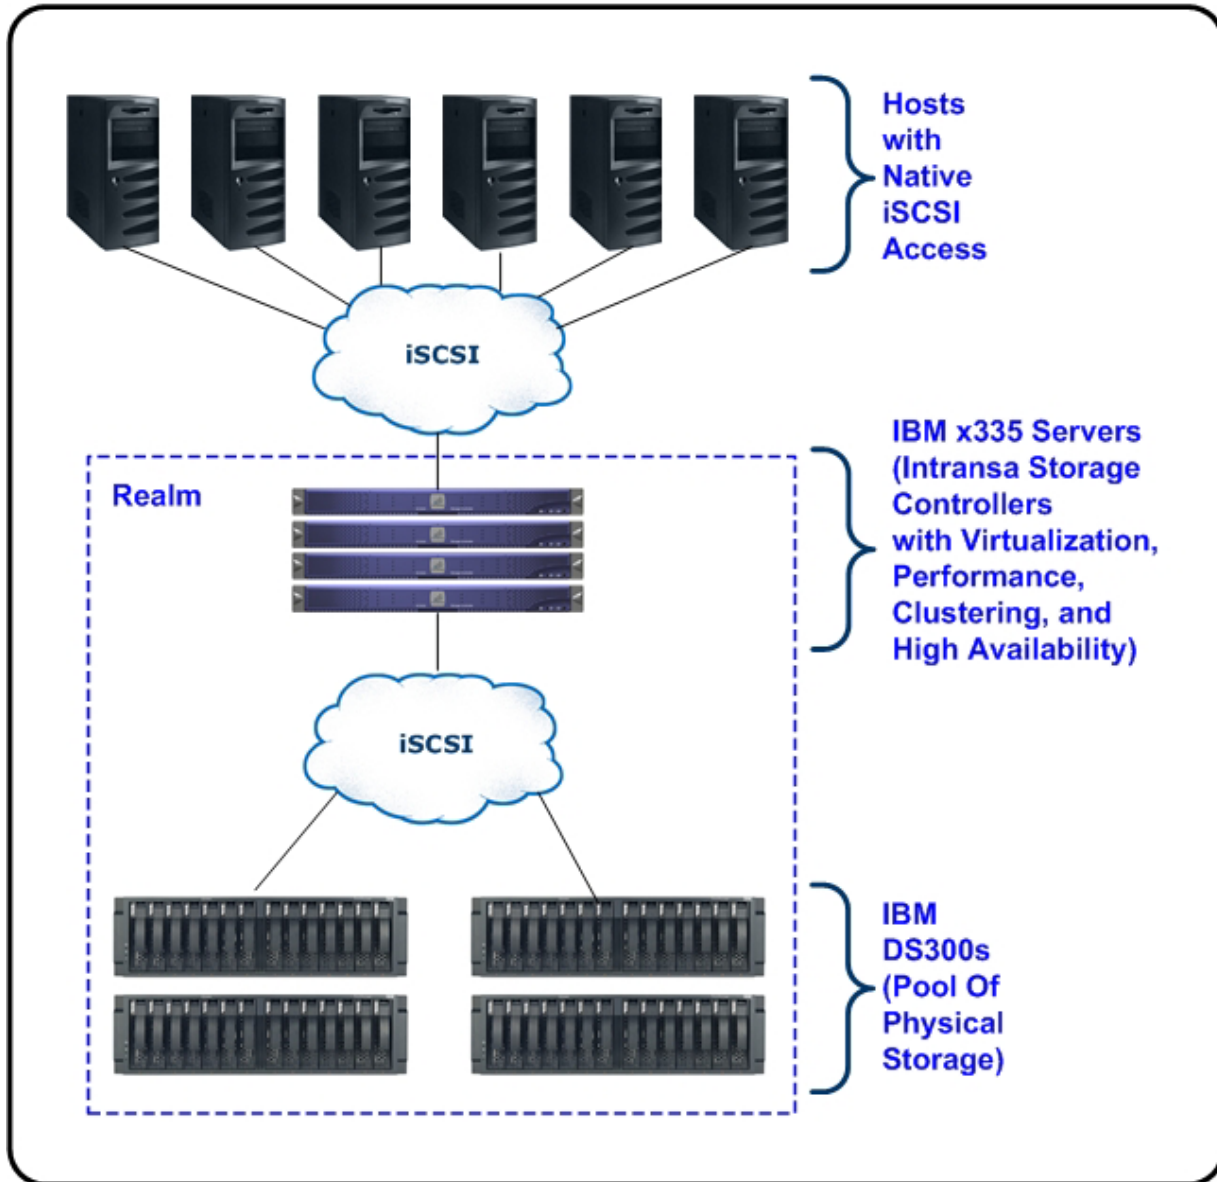 Hosts
with
Native
iSCSI
Access
iSCSI
IBM x335 Servers
(Intransa Storage
Controllers
with Virtualization,
Performance,
Clustering, and
High Availability)
Realm
iSCSI
IBM
DS300s
(Pool Of
Physical
Storage)